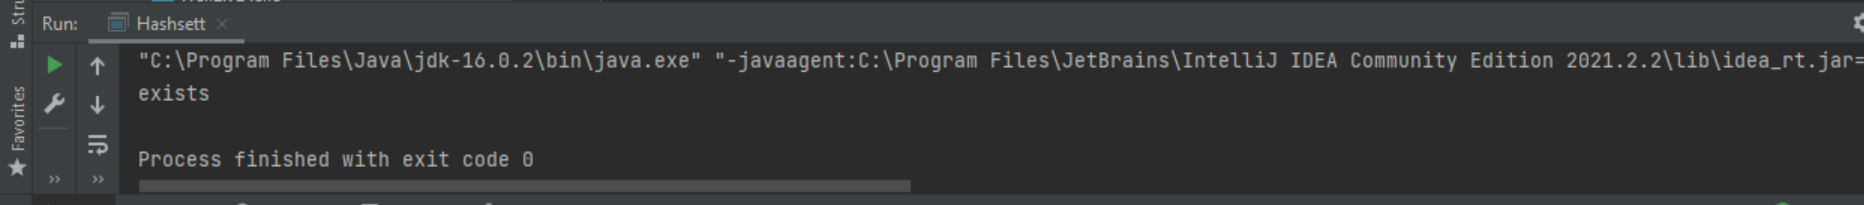 Run: Hashsett
"C:\Program Files\Java\jdk-16.0.2\bin\java.exe" "-javaagent:C:\Program Files\JetBrains\IntelliJ IDEA Community Edition 2021.2.2\lib\idea_rt.jar=
exists
Process finished with exit code 0
Stru
Favorites